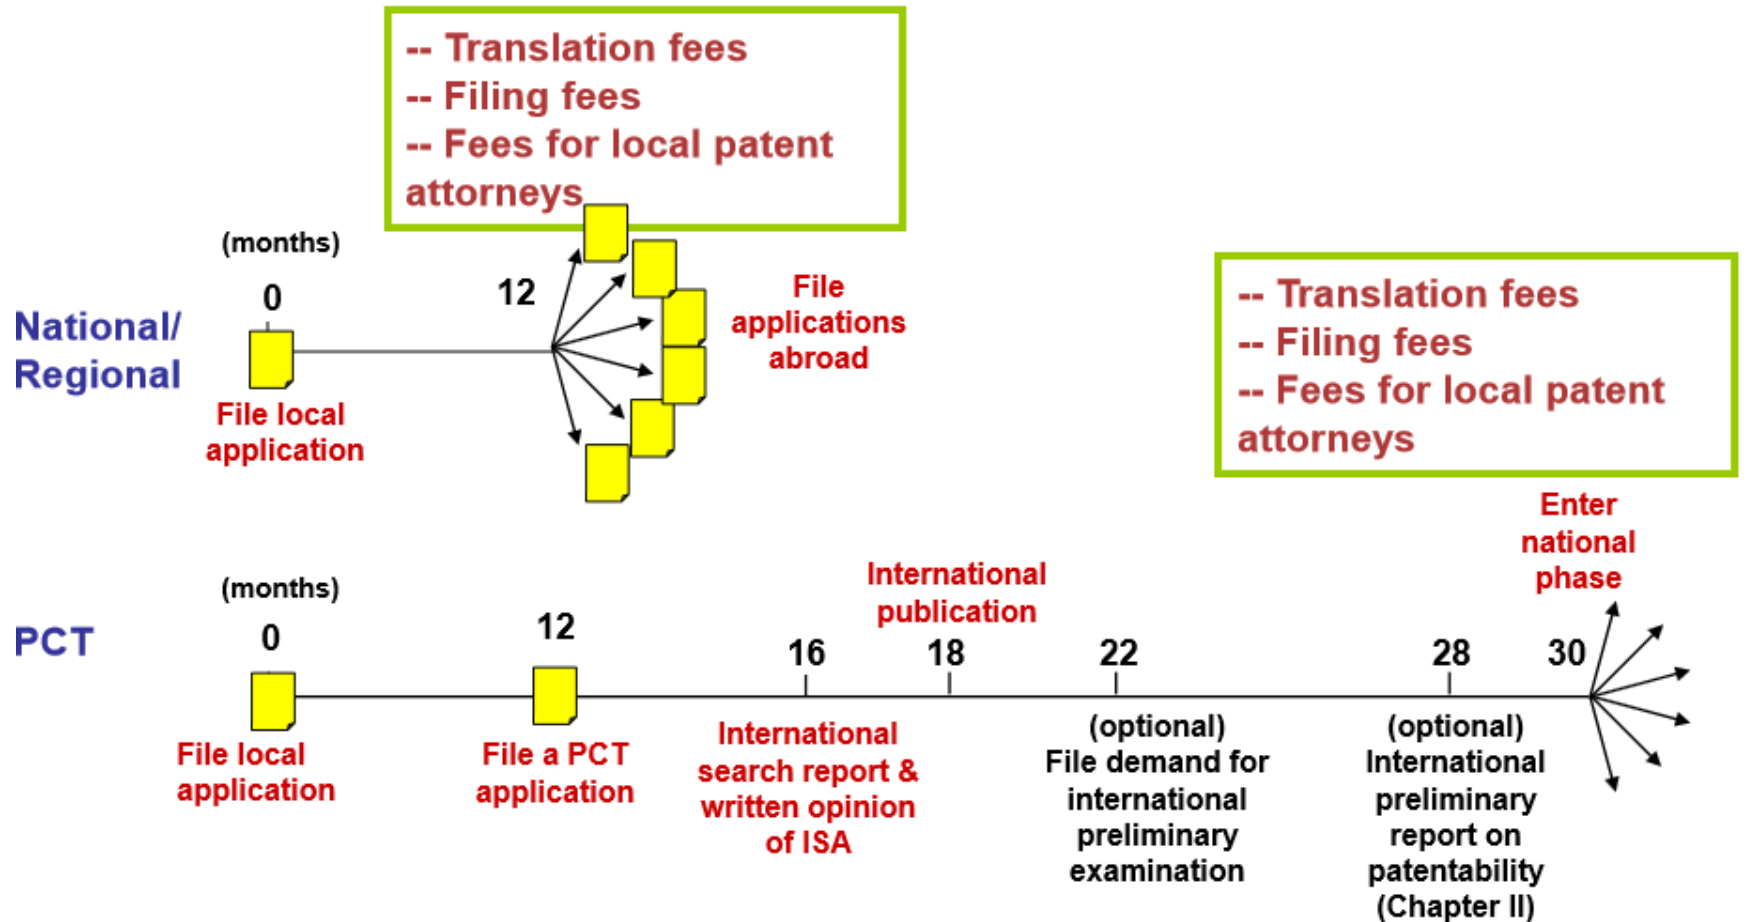 -- Translation fees
-- Filing fees
-- Fees for local patent
attorneys
(months)
0
12
National/
Regional
File local
application
File
applications
abroad
-- Translation fees
-- Filing fees
-- Fees for local patent
attorneys
Enter
national
phase
(months)
PCT
0
12
16
International
publication
18
22
28
30
File local
application
File a PCT
application
International
search report &
written opinion
of ISA
(optional)
File demand for
international
preliminary
examination
(optional)
International
preliminary
report on
patentability
(Chapter II)